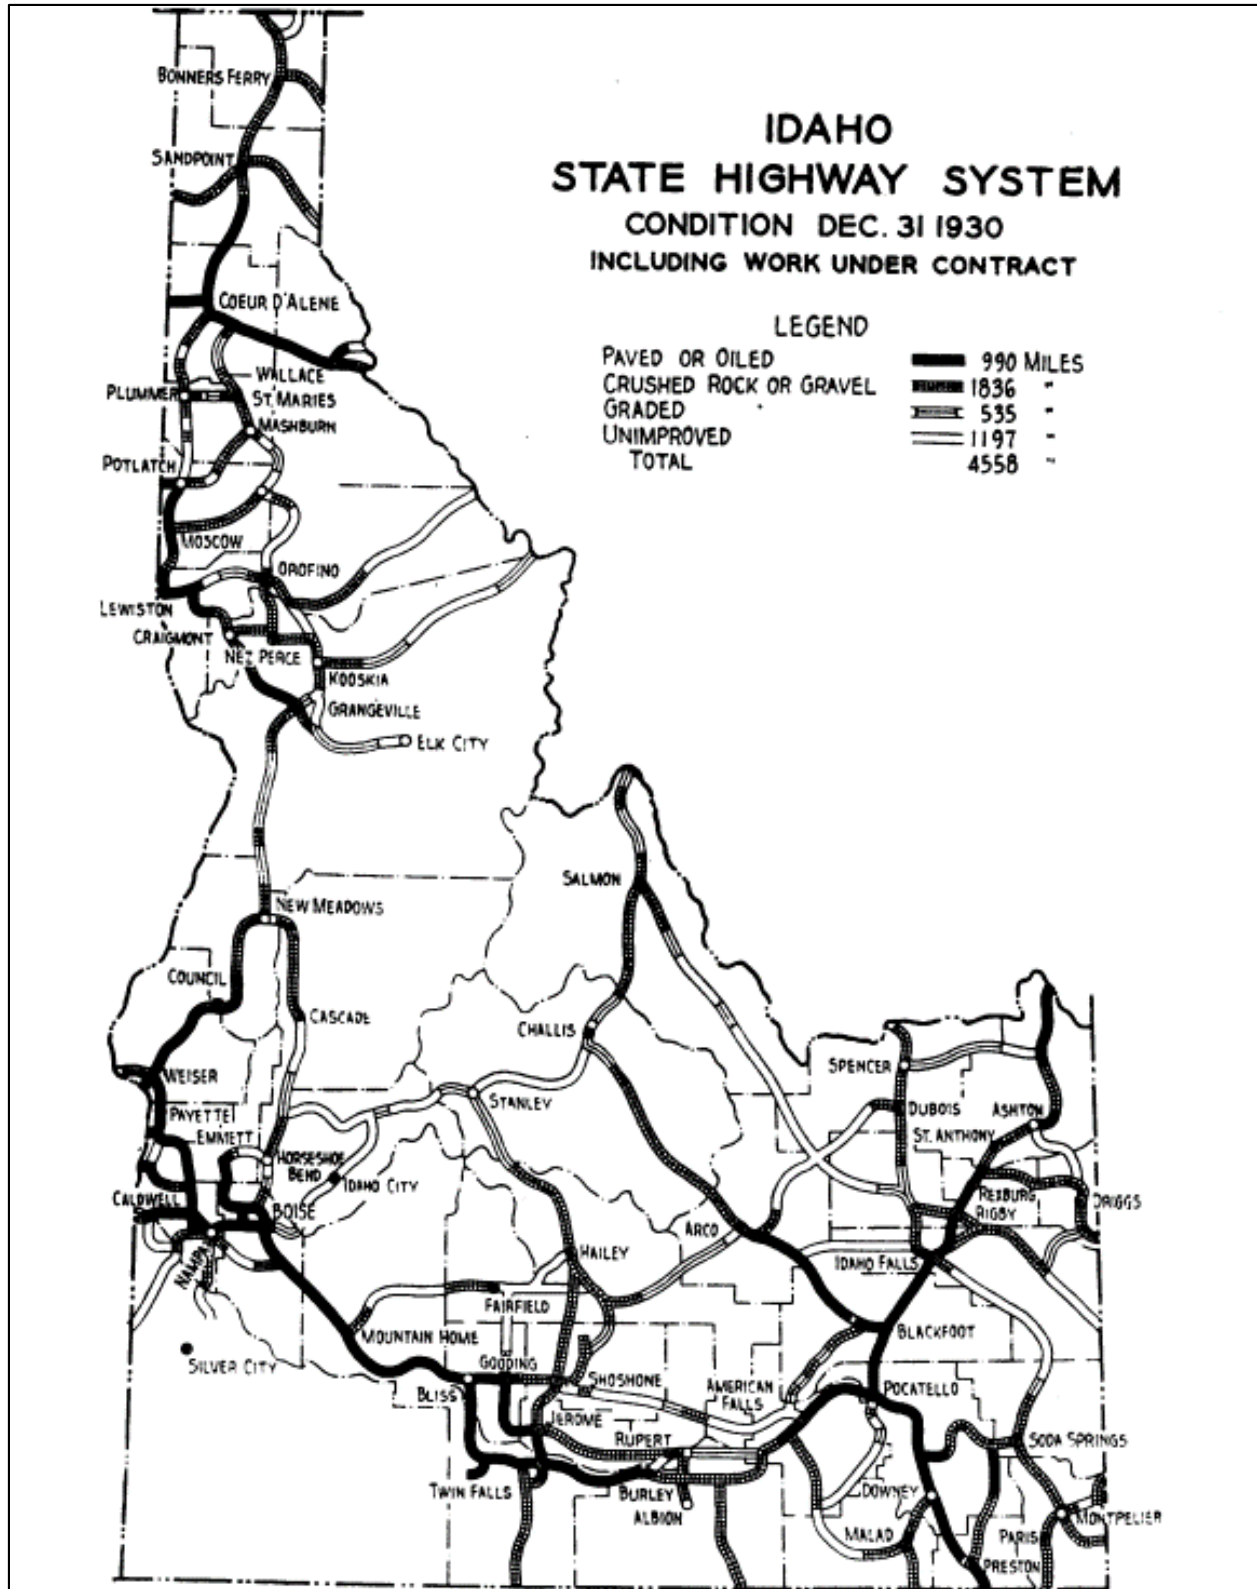 IDAHO
STATE HIGHWAY SYSTEM
CONDITION DEC. 31 1930
INCLUDING WORK UNDER CONTRACT
LEGEND
PAVED OR OILED 990 MILES
CRUSHED ROCK OR GRAVEL 1836 "
GRADED 535 "
UNIMPROVED 1197 "
TOTAL 4558 "
BONNERS FERRY
SANDPOINT
COEUR D'ALENE
WALLACE
PLUMMER
ST. MARIES
MASHBURN
POTLATCH
MOSCOW
OROFINO
LEWISTON
CRAIGMONT
NEZ PERCE
KOOSKIA
GRANGEVILLE
ELK CITY
SALMON
NEW MEADOWS
COUNCIL
CASCADE
CHALLIS
SPENCER
WEISER
STANLEY
DUBOIS
ASHTON
PAYETTE
EMMETT
ST. ANTHONY
HORSESHOE
BEND
IDAHO CITY
CALDWELL
BOISE
REXBURG
DRIGGS
RIGBY
ARCO
NAMPA
HAILEY
IDAHO FALLS
FAIRFIELD
MOUNTAIN HOME
BLACKFOOT
SILVER CITY
GOODING
BLISS
SHOSHONE
AMERICAN
FALLS
POCATELLO
JEROME
RUPERT
SODA SPRINGS
TWIN FALLS
BURLEY
DOWNEY
ALBION
MONTPELIER
MALAD
PARIS
PRESTON